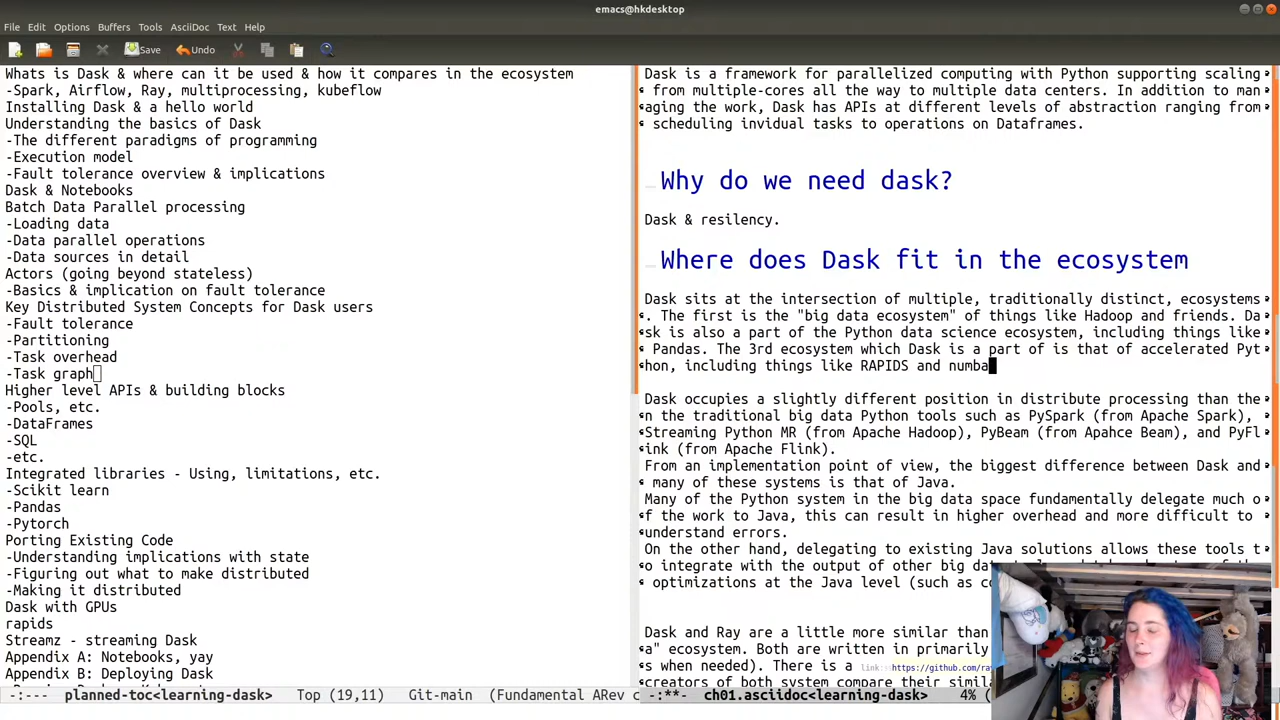 emacs@hkdesktop
File Edit Options Buffers Tools AsciiDoc Text Help
Save Undo
Whats is Dask & where can it be used & how it compares in the ecosystem
-Spark, Airflow, Ray, multiprocessing, kubeflow
Installing Dask & a hello world
Understanding the basics of Dask
-The different paradigms of programming
-Execution model
-Fault tolerance overview & implications
Dask & Notebooks
Batch Data Parallel processing
-Loading data
-Data parallel operations
-Data sources in detail
Actors (going beyond stateless)
-Basics & implication on fault tolerance
Key Distributed System Concepts for Dask users
-Fault tolerance
-Partitioning
-Task overhead
-Task graph
Higher level APIs & building blocks
-Pools, etc.
-DataFrames
-SQL
-etc.
Integrated libraries - Using, limitations, etc.
-Scikit learn
-Pandas
-Pytorch
Porting Existing Code
-Understanding implications with state
-Figuring out what to make distributed
-Making it distributed
Dask with GPUs
rapids
Streamz - streaming Dask
Appendix A: Notebooks, yay
Appendix B: Deploying Dask
-:--- planned-toc<learning-dask> Top (19,11) Git-main (Fundamental ARev c
Dask is a framework for parallelized computing with Python supporting scaling
from multiple-cores all the way to multiple data centers. In addition to man
aging the work, Dask has APIs at different levels of abstraction ranging from
scheduling invidual tasks to operations on Dataframes.
Why do we need dask?
Dask & resilency.
Where does Dask fit in the ecosystem
Dask sits at the intersection of multiple, traditionally distinct, ecosystems
. The first is the "big data ecosystem" of things like Hadoop and friends. Da
sk is also a part of the Python data science ecosystem, including things like
Pandas. The 3rd ecosystem which Dask is a part of is that of accelerated Pyt
hon, including things like RAPIDS and numba
Dask occupies a slightly different position in distribute processing than the
n the traditional big data Python tools such as PySpark (from Apache Spark),
Streaming Python MR (from Apache Hadoop), PyBeam (from Apahce Beam), and PyFl
ink (from Apache Flink).
From an implementation point of view, the biggest difference between Dask and
many of these systems is that of Java.
Many of the Python system in the big data space fundamentally delegate much o
f the work to Java, this can result in higher overhead and more difficult to
understand errors.
On the other hand, delegating to existing Java solutions allows these tools t
o integrate with the output of other big dat
optimizations at the Java level (such as c
Dask and Ray are a little more similar than
a" ecosystem. Both are written in primarily
s when needed). There is a link:https://github.com/ra
screators of both system compare their simila
-:**- ch01.asciidoc<learning-dask> 4% (